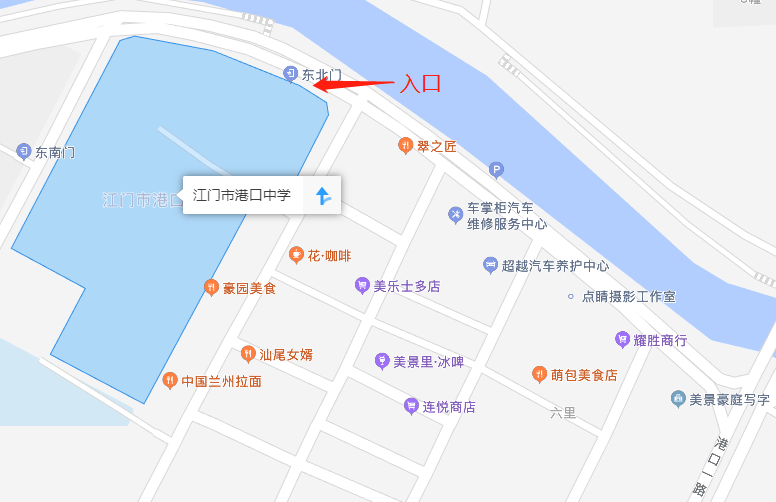 东北门
入口
翠之匠
东南门
P
江门市港口
江门市港口中学
车掌柜汽车
维修服务中心
花·咖啡
超越汽车养护中心
美乐士多店
豪园美食
点睛摄影工作室
耀胜商行
汕尾女婿
美景里·冰啤
中国兰州拉面
萌包美食店
连悦商店
六里
美景豪庭写字
港口一路